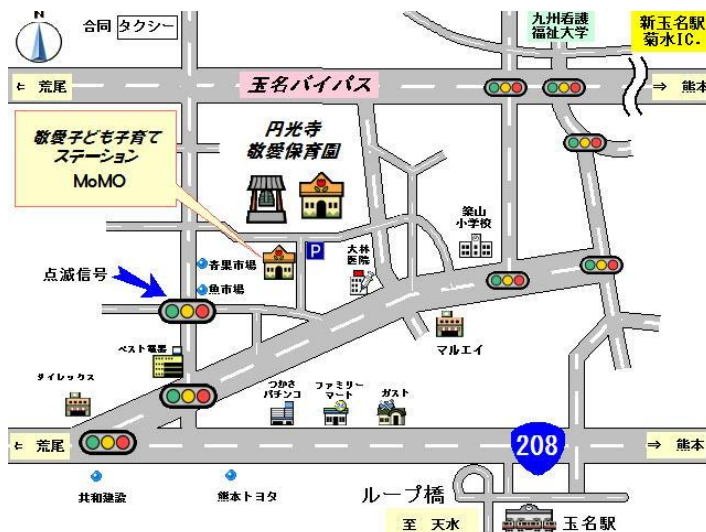 N
合同 タクシー
九州看護
福祉大学
新玉名駅
菊水IC.
⇐ 荒尾
玉名バイパス
⇒ 熊本
敬愛子ども子育て
ステーション
MoMO
円光寺
敬愛保育園
築山
小学校
青果市場
P
大林
医院
点滅信号
魚市場
マルエイ
ベスト電器
ダイレックス
つかさ
パチンコ
ファミリー
マート
ガスト
⇐ 荒尾
208
⇒ 熊本
共和建設
熊本トヨタ
ループ橋
至 天水
玉名駅